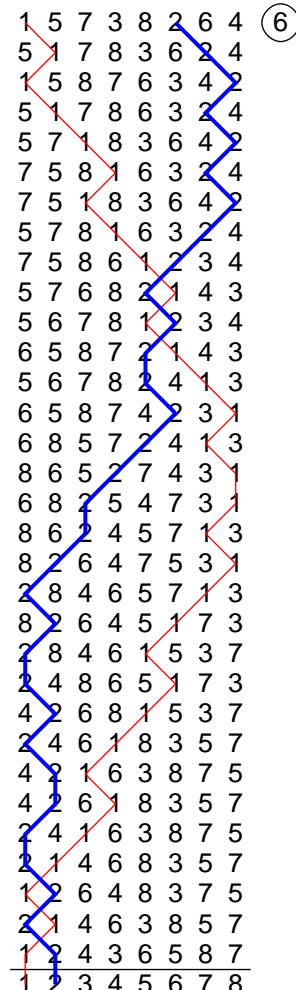 1 5 7 3 8 2 6 4 6
5 1 7 8 3 6 2 4
1 5 8 7 6 3 4 2
5 1 7 8 6 3 2 4
5 7 1 8 3 6 4 2
7 5 8 1 6 3 2 4
7 5 1 8 3 6 4 2
5 7 8 1 6 3 2 4
7 5 8 6 1 2 3 4
5 7 6 8 2 1 4 3
5 6 7 8 1 2 3 4
6 5 8 7 2 1 4 3
5 6 7 8 2 4 1 3
6 5 8 7 4 2 3 1
6 8 5 7 2 4 1 3
8 6 5 2 7 4 3 1
6 8 2 5 4 7 3 1
8 6 2 4 5 7 1 3
8 2 6 4 7 5 3 1
2 8 4 6 5 7 1 3
8 2 6 4 5 1 7 3
2 8 4 6 1 5 3 7
2 4 8 6 5 1 7 3
4 2 6 8 1 5 3 7
2 4 6 1 8 3 5 7
4 2 1 6 3 8 7 5
4 2 6 1 8 3 5 7
2 4 1 6 3 8 7 5
2 1 4 6 8 3 5 7
1 2 6 4 8 3 7 5
2 1 4 6 3 8 5 7
1 2 4 3 6 5 8 7
1 2 3 4 5 6 7 8